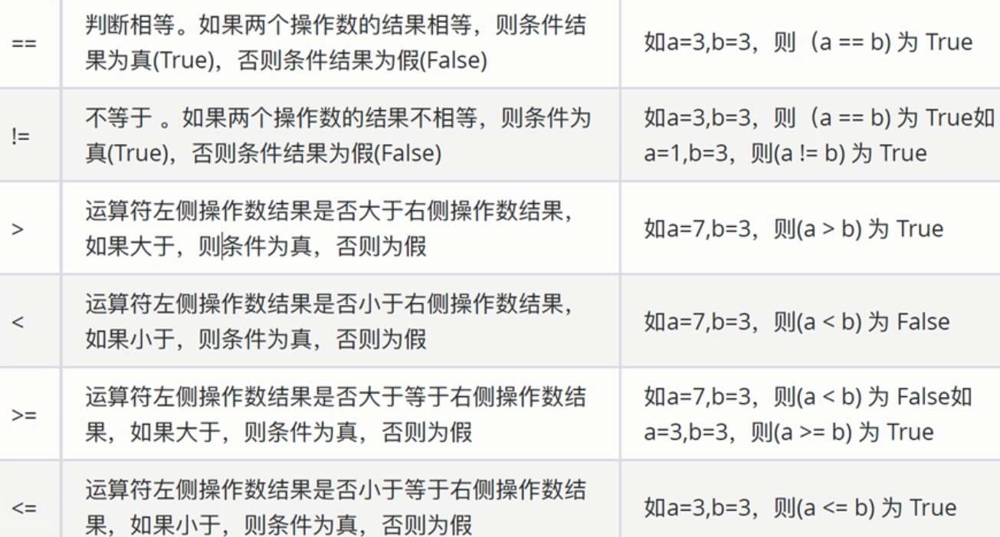 ==
判断相等。如果两个操作数的结果相等，则条件结
果为真(True)，否则条件结果为假(False)
如a=3,b=3，则（a == b) 为 True
!=
不等于 。如果两个操作数的结果不相等，则条件为
真(True)，否则条件结果为假(False)
如a=3,b=3，则（a == b) 为 True如
a=1,b=3，则(a != b) 为 True
>
运算符左侧操作数结果是否大于右侧操作数结果，
如果大于，则条件为真，否则为假
如a=7,b=3，则(a > b) 为 True
<
运算符左侧操作数结果是否小于右侧操作数结果，
如果小于，则条件为真，否则为假
如a=7,b=3，则(a < b) 为 False
>=
运算符左侧操作数结果是否大于等于右侧操作数结
果，如果大于，则条件为真，否则为假
如a=7,b=3，则(a < b) 为 False如
a=3,b=3，则(a >= b) 为 True
<=
运算符左侧操作数结果是否小于等于右侧操作数结
果，如果小于，则条件为真，否则为假
如a=3,b=3，则(a <= b) 为 True